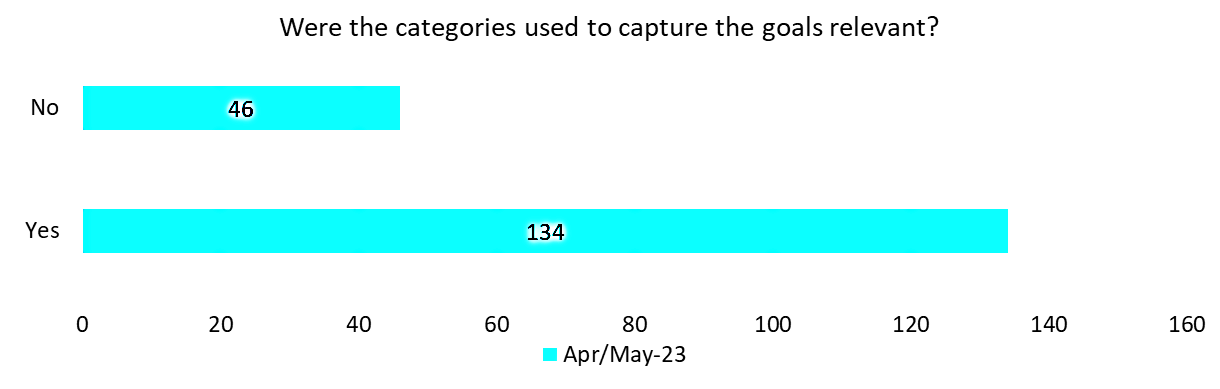 Were the categories used to capture the goals relevant?
No 46
Yes 134
0 20 40 60 80 100 120 140 160
Apr/May-23